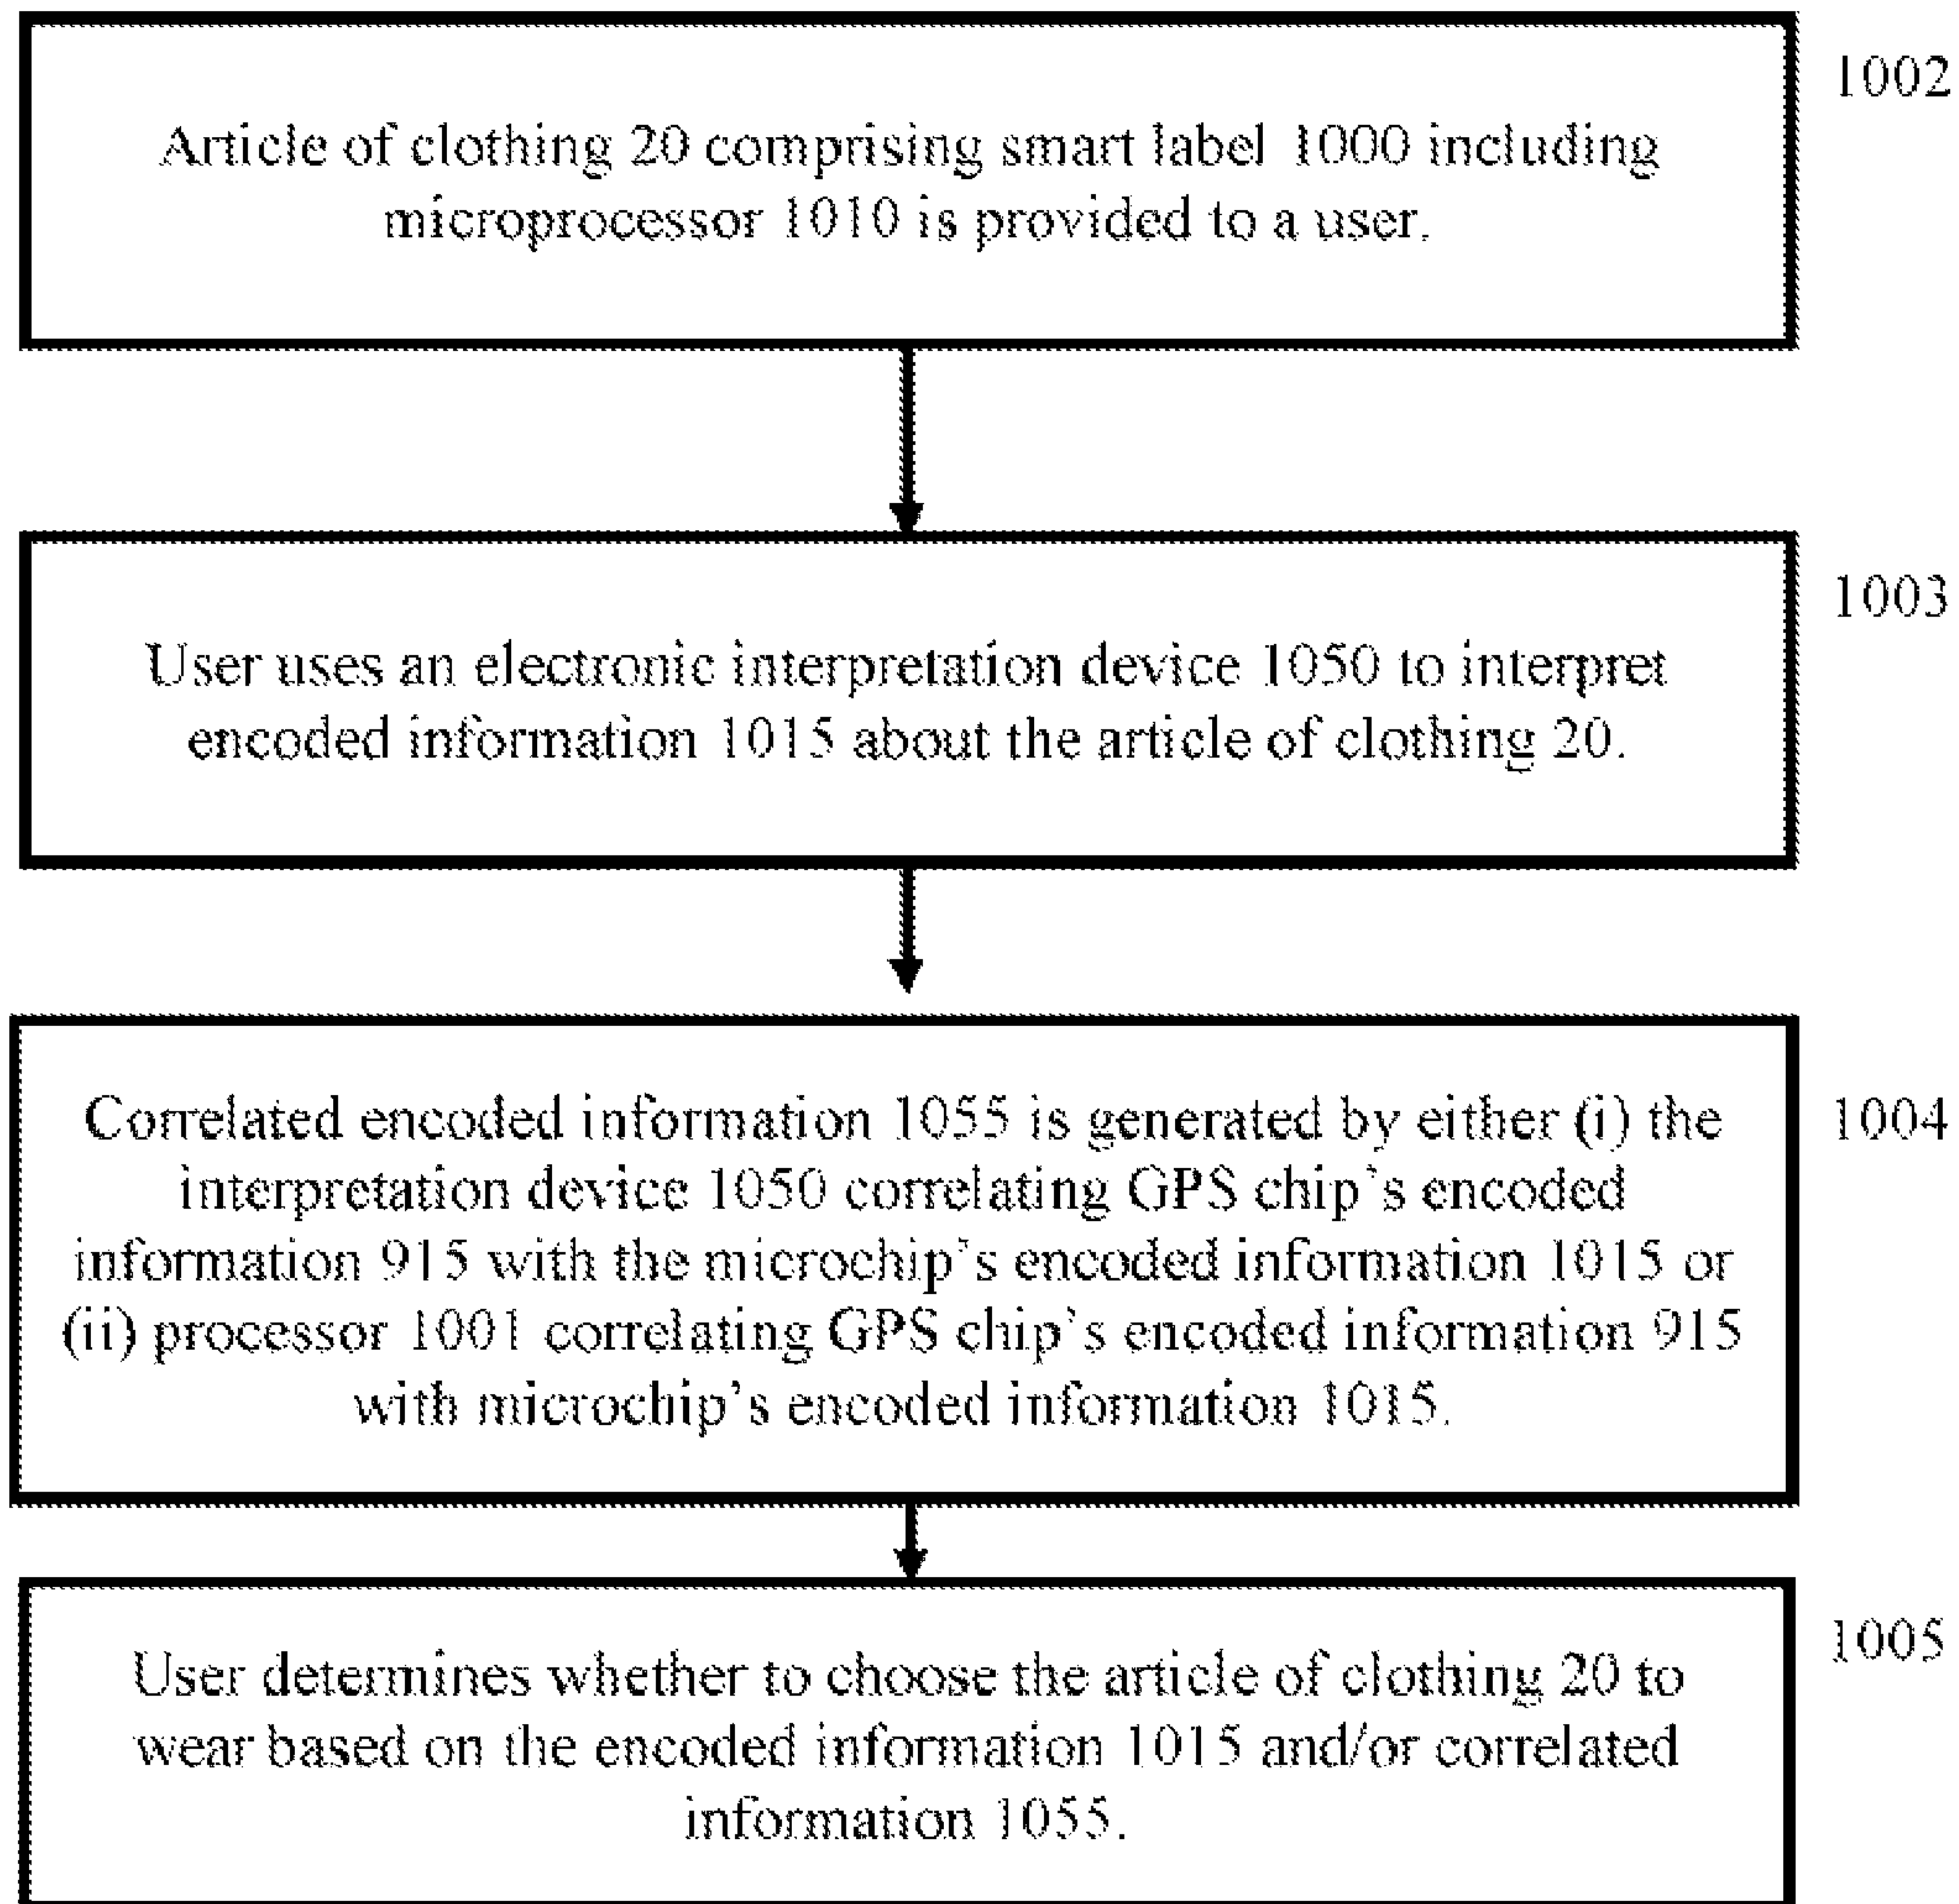 1002
Article of clothing 20 comprising smart label 1000 including
microprocessor 1010 is provided to a user.
1003
User uses an electronic interpretation device 1050 to interpret
encoded information 1015 about the article of clothing 20.
1004
Correlated encoded information 1055 is generated by either (i) the
interpretation device 1050 correlating GPS chip's encoded
information 915 with the microchip's encoded information 1015 or
(ii) processor 1001 correlating GPS chip's encoded information 915
with microchip's encoded information 1015.
1005
User determines whether to choose the article of clothing 20 to
wear based on the encoded information 1015 and/or correlated
information 1055.